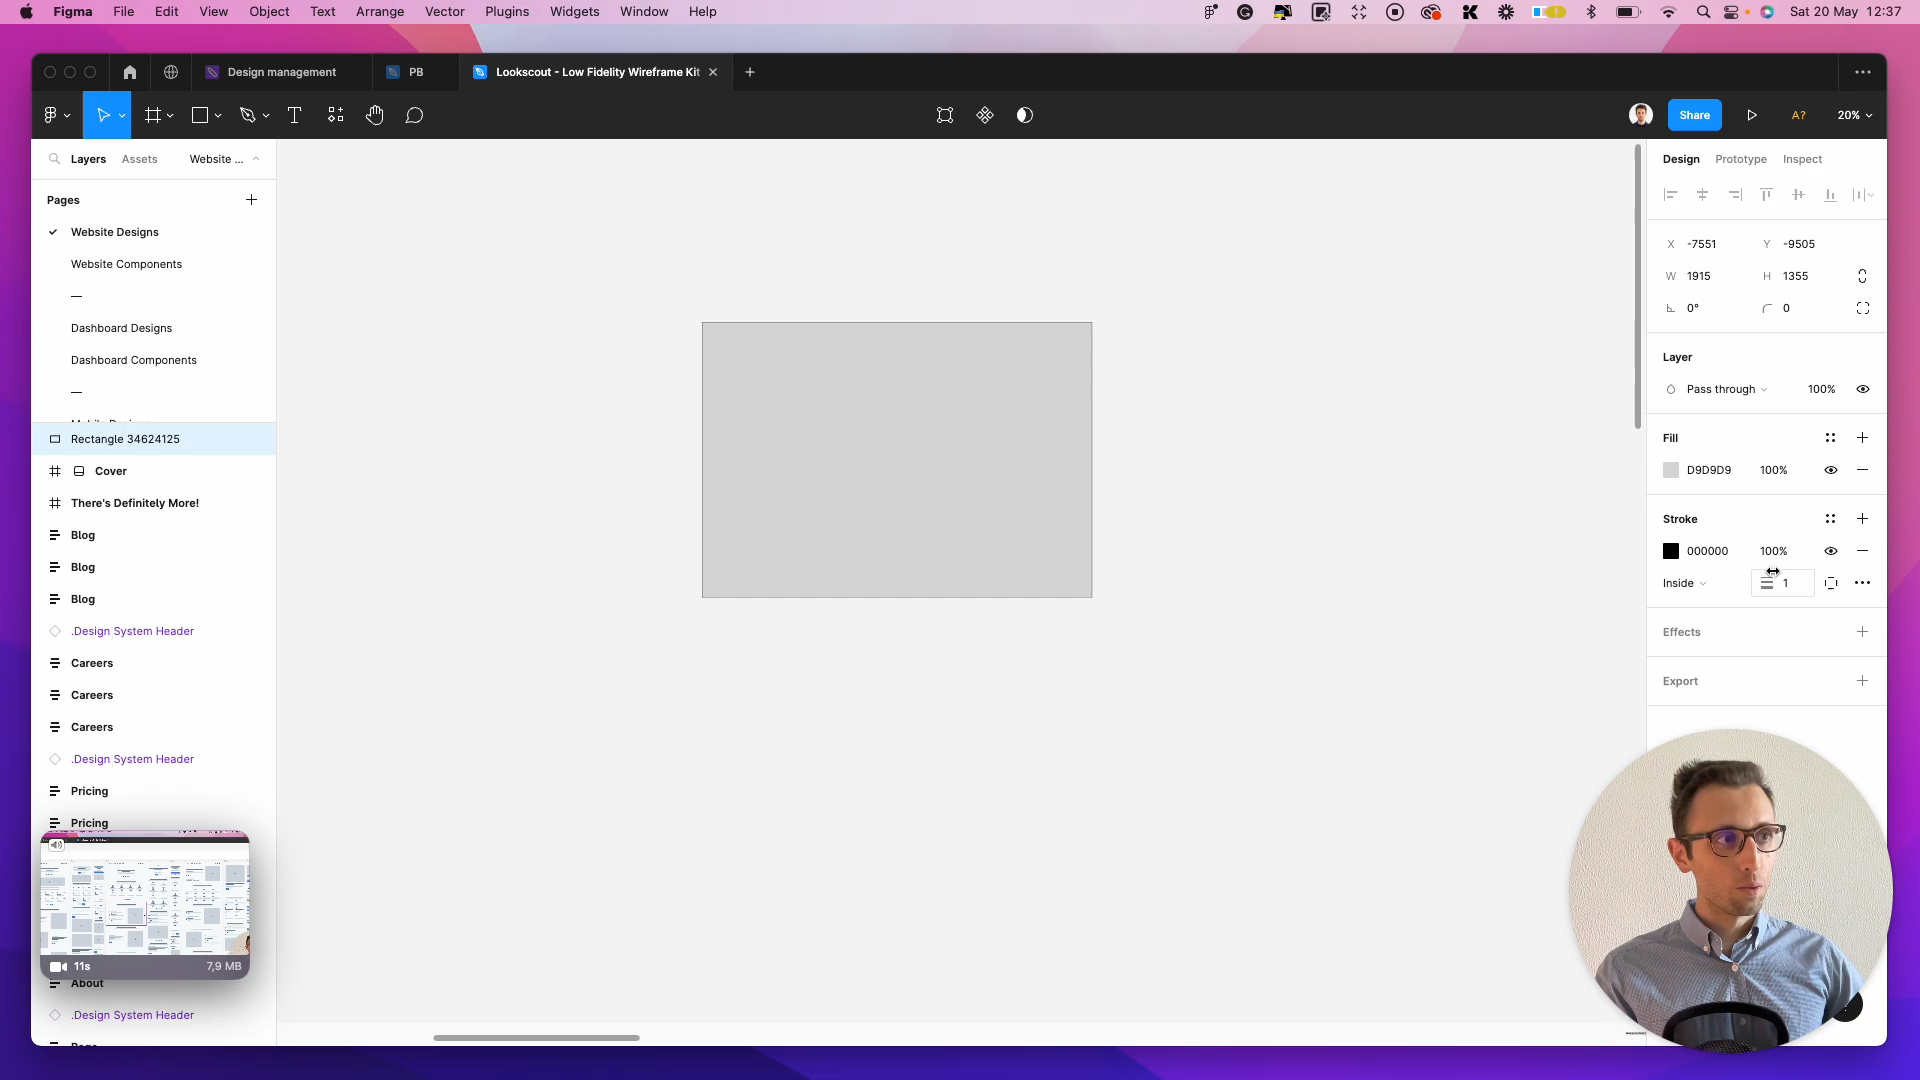 Figma File Edit View Object Text Arrange Vector Plugins Widgets Window Help
Sat 20 May 12:37
Design management
PB
Lookscout - Low Fidelity Wireframe Kit
Share
A?
20%
Layers Assets Website ...
Pages
Website Designs
Website Components
—
Dashboard Designs
Dashboard Components
—
Rectangle 34624125
Cover
There's Definitely More!
Blog
Blog
Blog
.Design System Header
Careers
Careers
Careers
.Design System Header
Pricing
Pricing
11s
7,9 MB
About
.Design System Header
Design Prototype Inspect
X -7551 Y -9505
W 1915 H 1355
0° 0
Layer
Pass through 100%
Fill
D9D9D9 100%
Stroke
000000 100%
Inside 1
Effects
Export